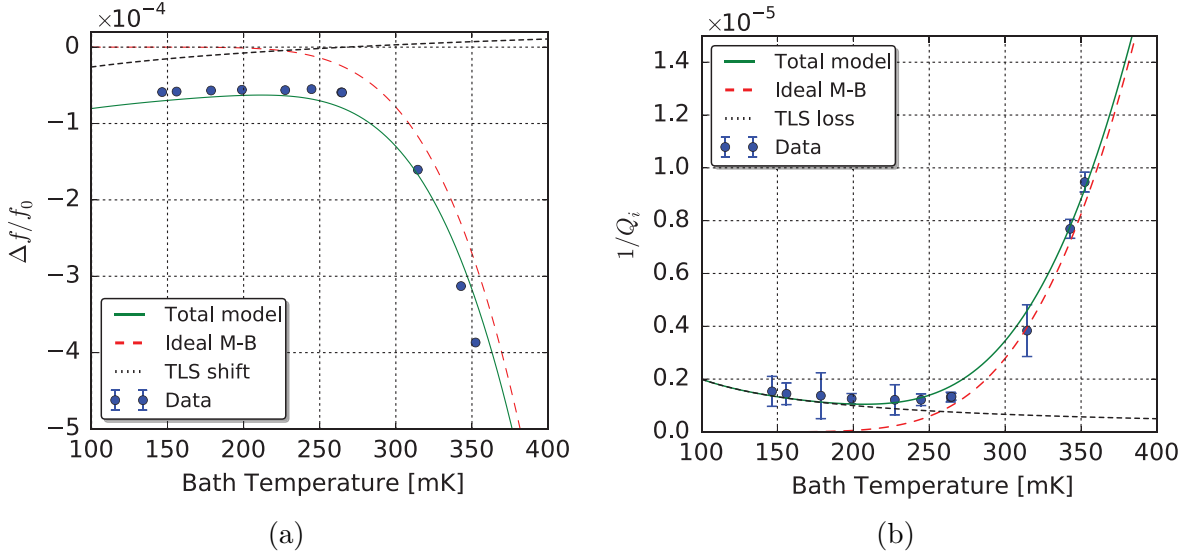 ×10⁻⁴
0
−1
−2
−3
−4
−5
Δf/f₀
100 150 200 250 300 350 400
Bath Temperature [mK]
Total model
Ideal M-B
TLS shift
Data
(a)
×10⁻⁵
1.4
1.2
1.0
0.8
0.6
0.4
0.2
0.0
1/Qᵢ
100 150 200 250 300 350 400
Bath Temperature [mK]
Total model
Ideal M-B
TLS loss
Data
(b)